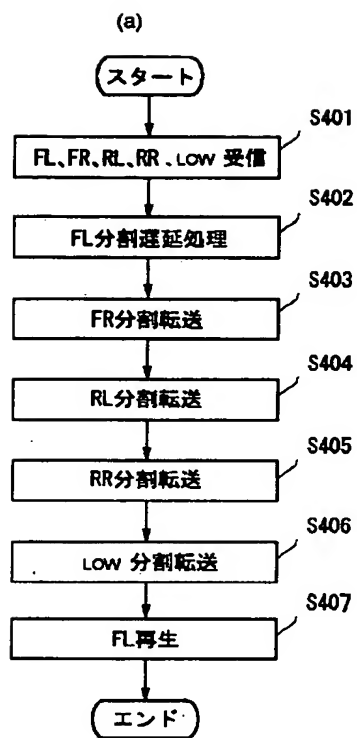 (a)
スタート
S401
FL、FR、RL、RR、LOW 受信
S402
FL分割遅延処理
S403
FR分割転送
S404
RL分割転送
S405
RR分割転送
S406
LOW 分割転送
S407
FL再生
エンド